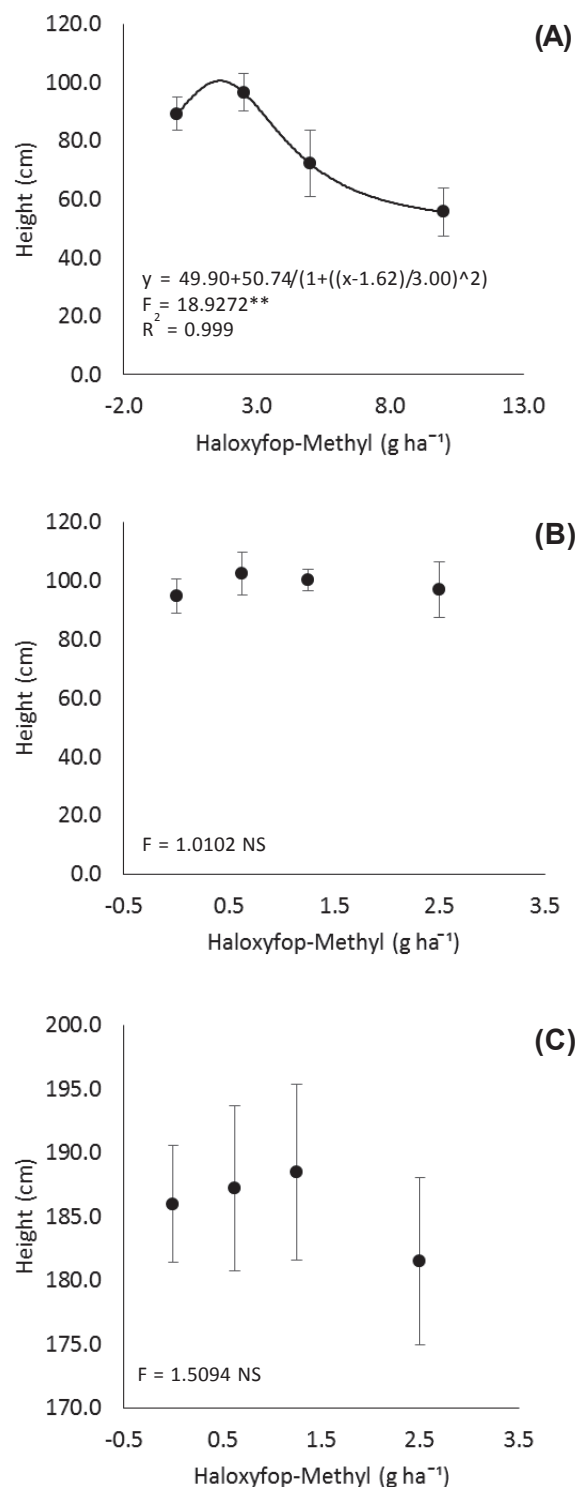 (A)
120.0
100.0
80.0
60.0
40.0
20.0
0.0
Height (cm)
y = 49.90+50.74/(1+((x-1.62)/3.00)^2)
F = 18.9272**
R² = 0.999
-2.0 3.0 8.0 13.0
Haloxyfop-Methyl (g ha⁻¹)
(B)
120.0
100.0
80.0
60.0
40.0
20.0
0.0
Height (cm)
F = 1.0102 NS
-0.5 0.5 1.5 2.5 3.5
Haloxyfop-Methyl (g ha⁻¹)
(C)
200.0
195.0
190.0
185.0
180.0
175.0
170.0
Height (cm)
F = 1.5094 NS
-0.5 0.5 1.5 2.5 3.5
Haloxyfop-Methyl (g ha⁻¹)